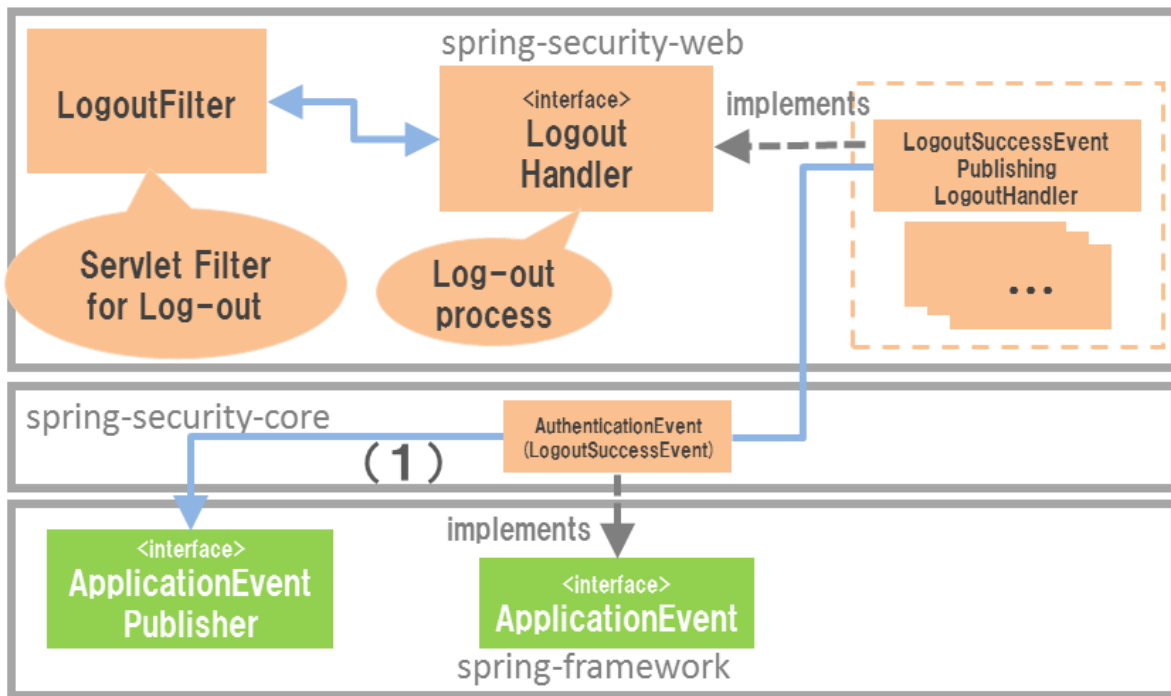 spring-security-web
LogoutFilter
<interface>
Logout
Handler
implements
LogoutSuccessEvent
Publishing
LogoutHandler
Servlet Filter
for Log-out
Log-out
process
...
spring-security-core
(1)
AuthenticationEvent
(LogoutSuccessEvent)
implements
<interface>
ApplicationEvent
Publisher
<interface>
ApplicationEvent
spring-framework